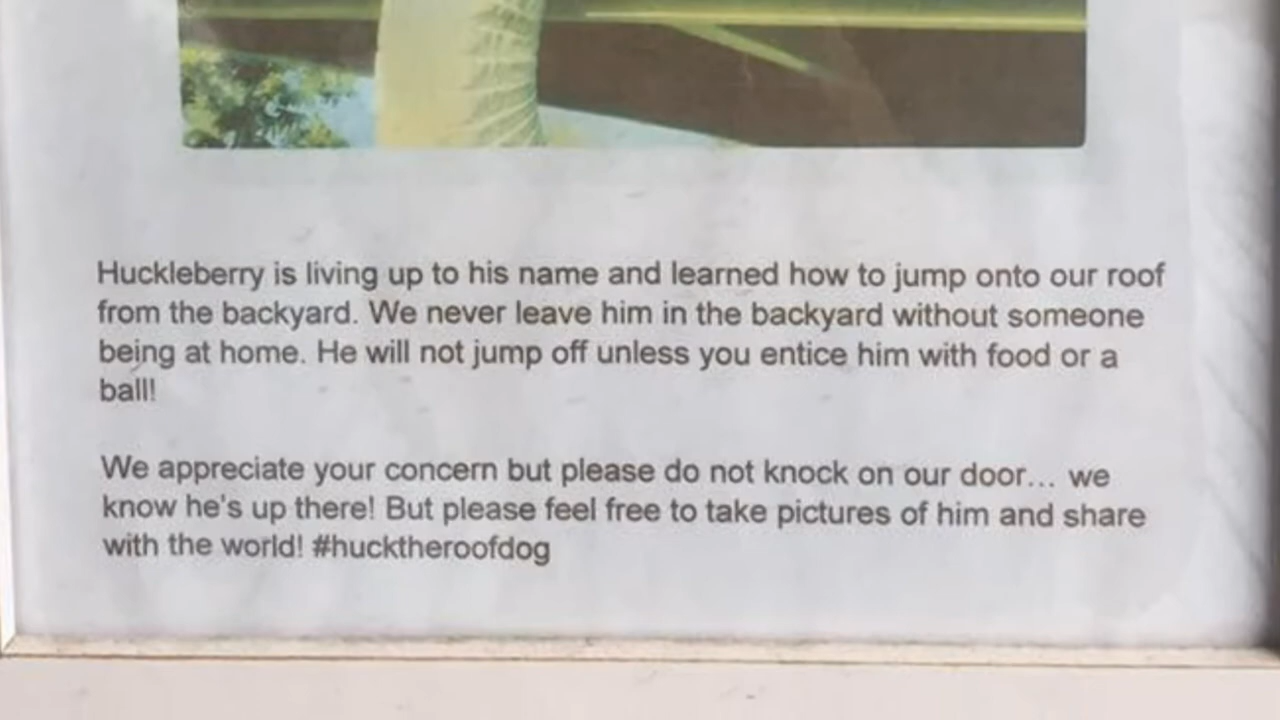 Huckleberry is living up to his name and learned how to jump onto our roof
from the backyard. We never leave him in the backyard without someone
being at home. He will not jump off unless you entice him with food or a
ball!
We appreciate your concern but please do not knock on our door... we
know he's up there! But please feel free to take pictures of him and share
with the world! #hucktheroofdog